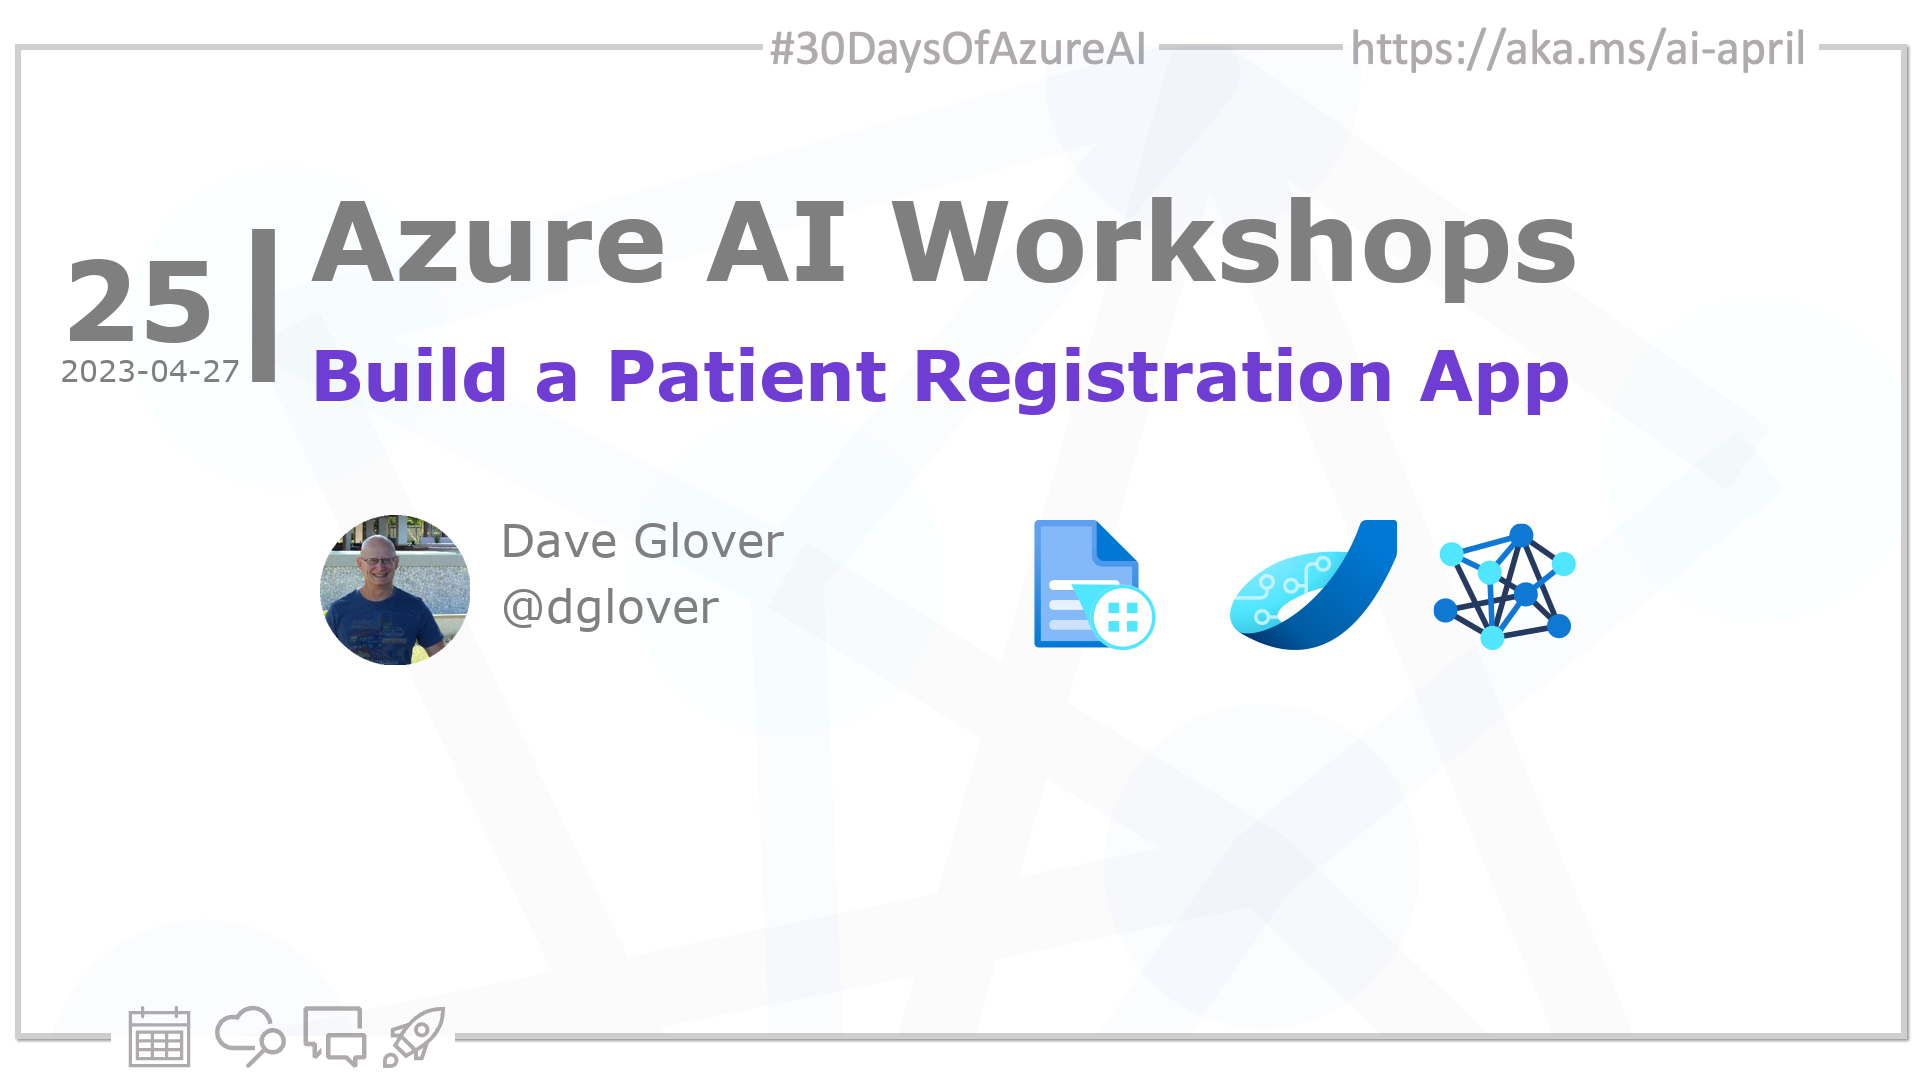 #30DaysOfAzureAI
https://aka.ms/ai-april
Azure AI Workshops
25
2023-04-27
Build a Patient Registration App
Dave Glover
@dglover